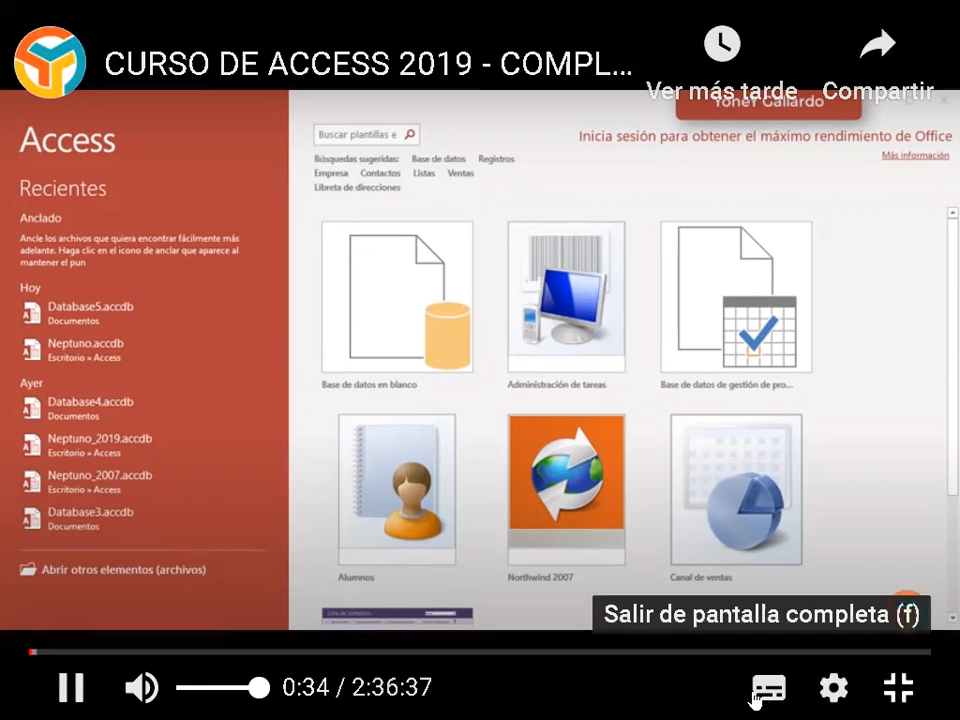 CURSO DE ACCESS 2019 - COMPL...
Ver más tarde
Compartir
Yoney Gallardo
Access
Buscar plantillas e
Inicia sesión para obtener el máximo rendimiento de Office
Más información
Búsquedas sugeridas: Base de datos Registros
Empresa Contactos Listas Ventas
Libreta de direcciones
Recientes
Anclado
Ancle los archivos que quiera encontrar fácilmente más
adelante. Haga clic en el icono de anclar que aparece al
mantener el pun
Hoy
Database5.accdb
Documentos
Neptuno.accdb
Escritorio » Access
Ayer
Database4.accdb
Documentos
Neptuno_2019.accdb
Escritorio » Access
Neptuno_2007.accdb
Escritorio » Access
Database3.accdb
Documentos
Abrir otros elementos (archivos)
Base de datos en blanco
Administración de tareas
Base de datos de gestión de pro...
Alumnos
Northwind 2007
Canal de ventas
Lista de contactos
Salir de pantalla completa (f)
0:34 / 2:36:37